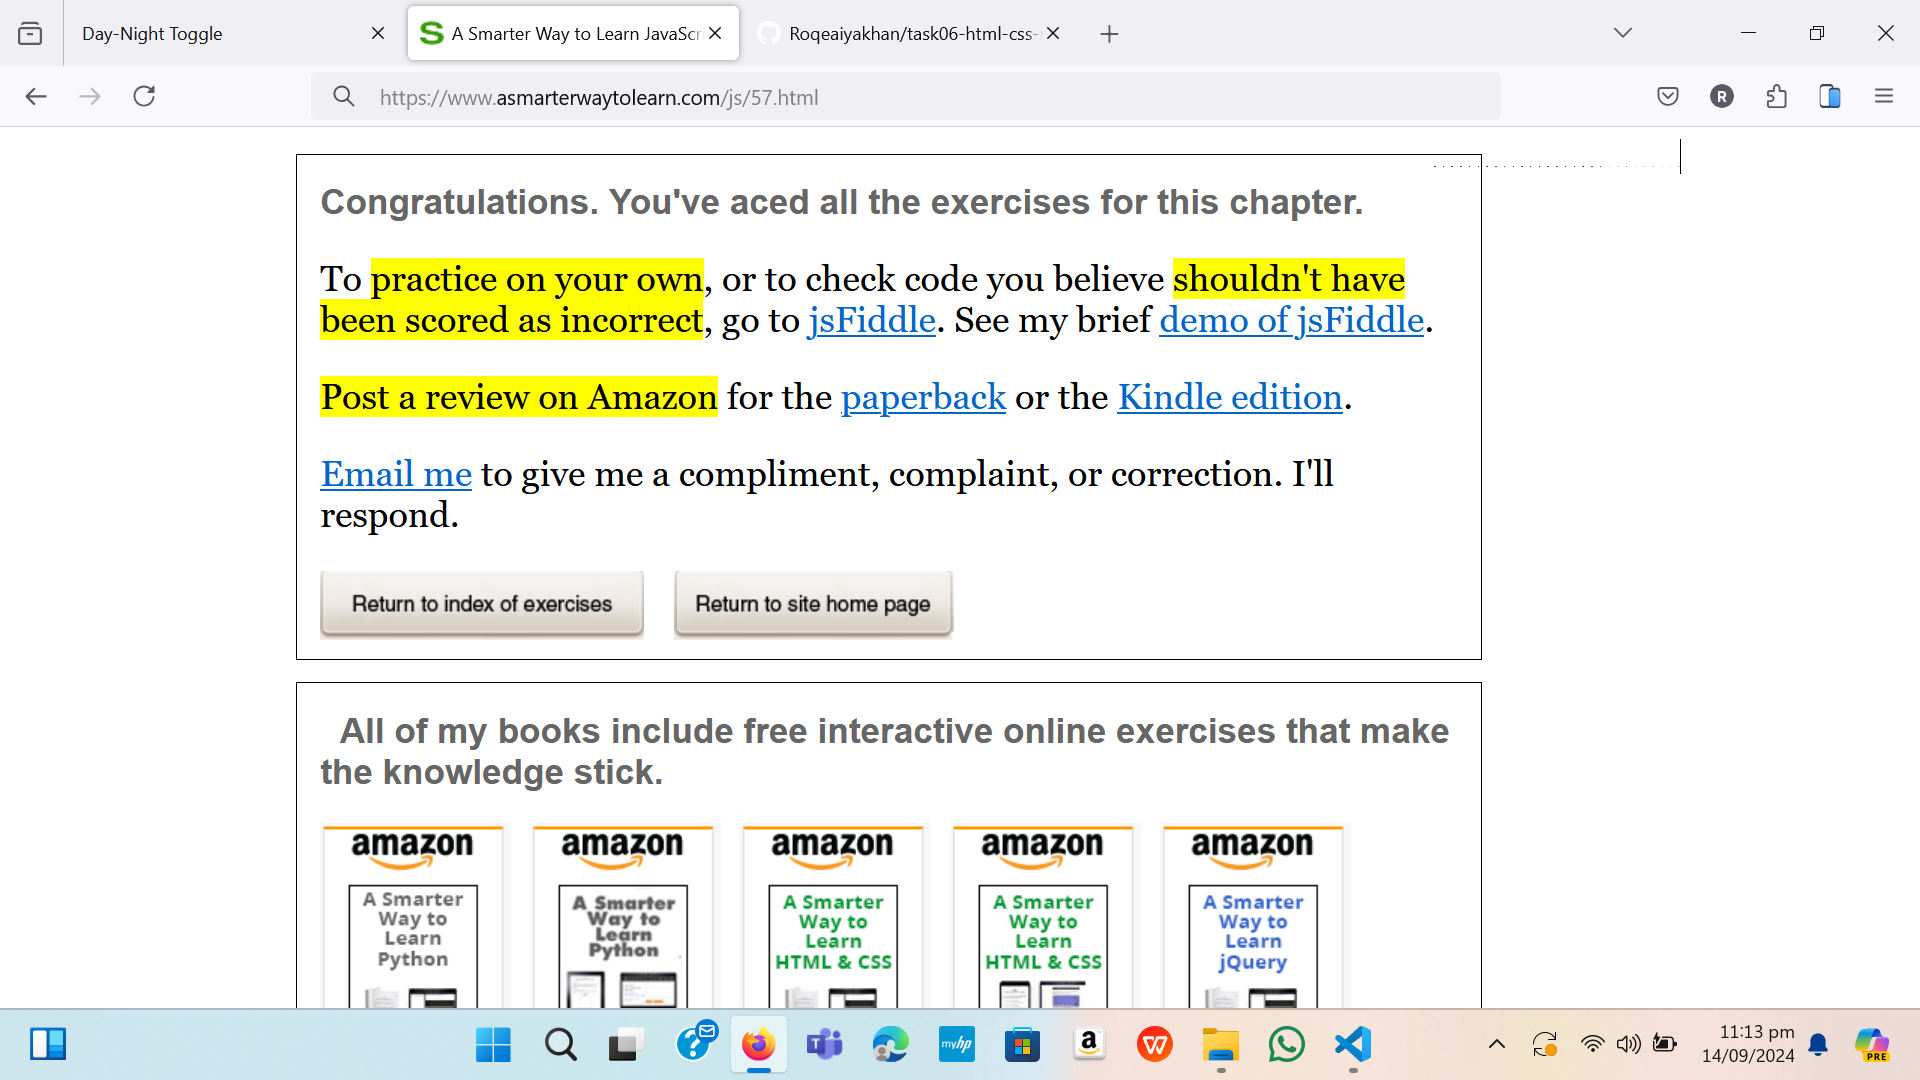 Day-Night Toggle
A Smarter Way to Learn JavaScr
Roqeaiyakhan/task06-html-css-
https://www.asmarterwaytolearn.com/js/57.html
R
Congratulations. You've aced all the exercises for this chapter.
To practice on your own, or to check code you believe shouldn't have
been scored as incorrect, go to jsFiddle. See my brief demo of jsFiddle.
Post a review on Amazon for the paperback or the Kindle edition.
Email me to give me a compliment, complaint, or correction. I'll
respond.
Return to index of exercises
Return to site home page
All of my books include free interactive online exercises that make
the knowledge stick.
amazon amazon amazon amazon amazon
A Smarter
Way to
Learn
Python
A Smarter
Way to
Learn
Python
A Smarter
Way to
Learn
HTML & CSS
A Smarter
Way to
Learn
HTML & CSS
A Smarter
Way to
Learn
jQuery
myhp
11:13 pm
14/09/2024
PRE